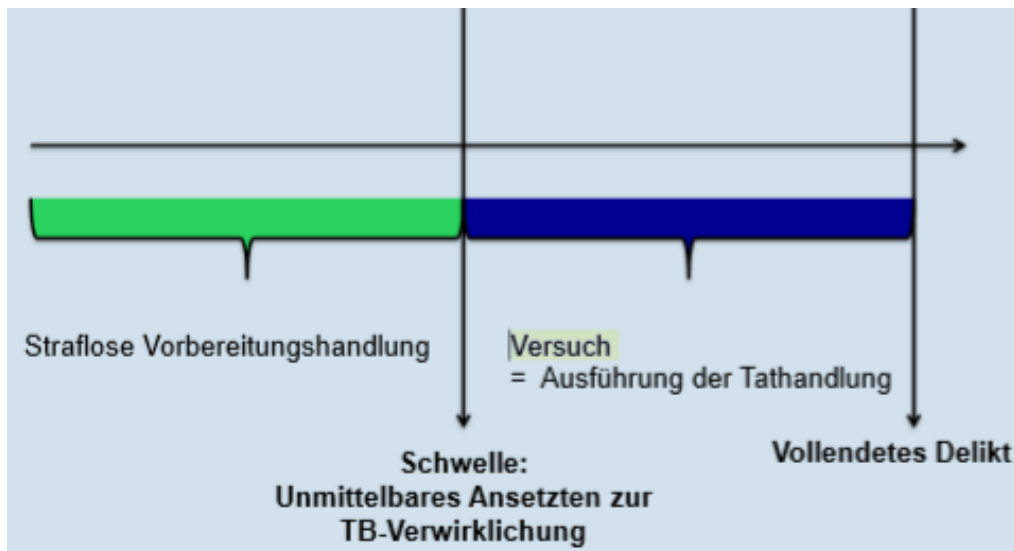 Straflose Vorbereitungshandlung
Versuch
= Ausführung der Tathandlung
Schwelle:
Unmittelbares Ansetzten zur
TB-Verwirklichung
Vollendetes Delikt